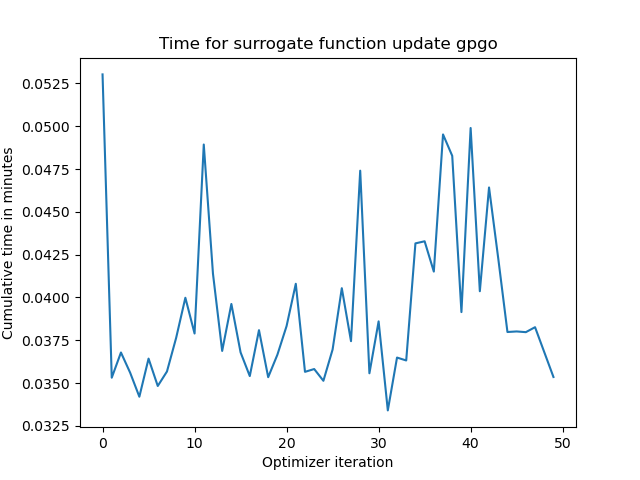 Time for surrogate function update gpgo
Cumulative time in minutes
0.0525
0.0500
0.0475
0.0450
0.0425
0.0400
0.0375
0.0350
0.0325
0 10 20 30 40 50
Optimizer iteration